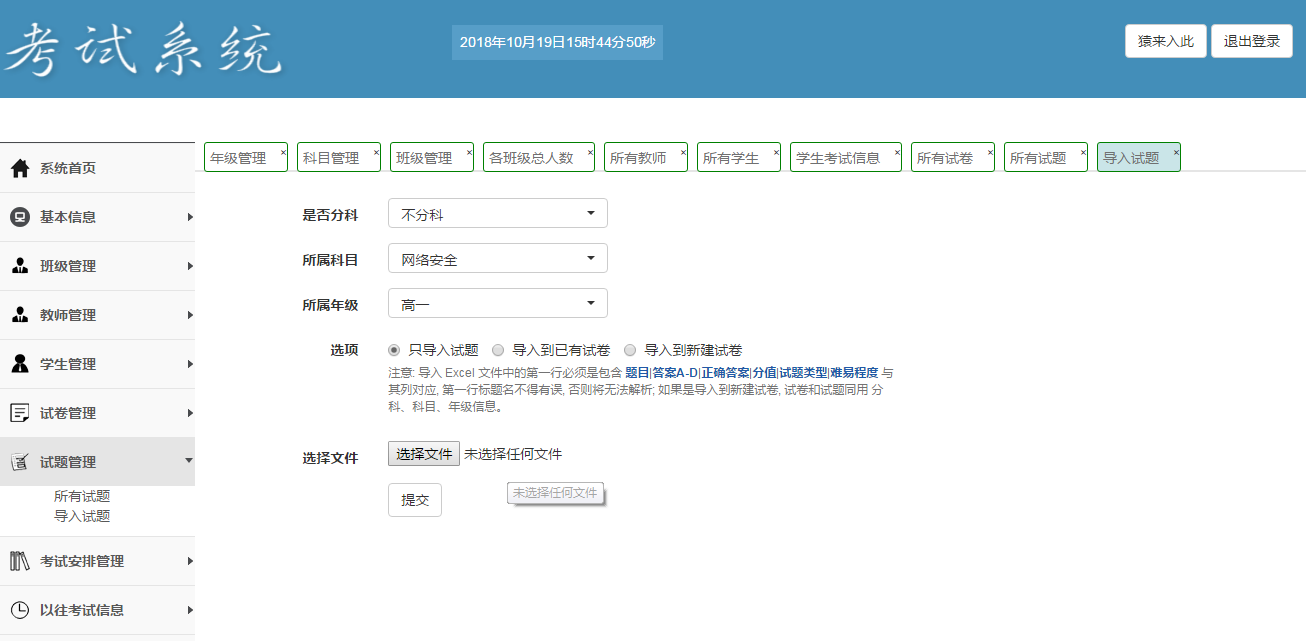 考试系统
2018年10月19日15时44分50秒
猿来入此 退出登录
年级管理 × 科目管理 × 班级管理 × 各班级总人数 × 所有教师 × 所有学生 × 学生考试信息 × 所有试卷 × 所有试题 × 导入试题 ×
系统首页
基本信息
班级管理
教师管理
学生管理
试卷管理
试题管理
所有试题
导入试题
考试安排管理
以往考试信息
是否分科 不分科
所属科目 网络安全
所属年级 高一
选项 只导入试题 导入到已有试卷 导入到新建试卷
注意: 导入 Excel 文件中的第一行必须是包含 题目|答案A-D|正确答案|分值|试题类型|难易程度 与
其列对应, 第一行标题名不得有误, 否则将无法解析; 如果是导入到新建试卷, 试卷和试题同用 分
科、科目、年级信息。
选择文件 选择文件 未选择任何文件
提交
未选择任何文件